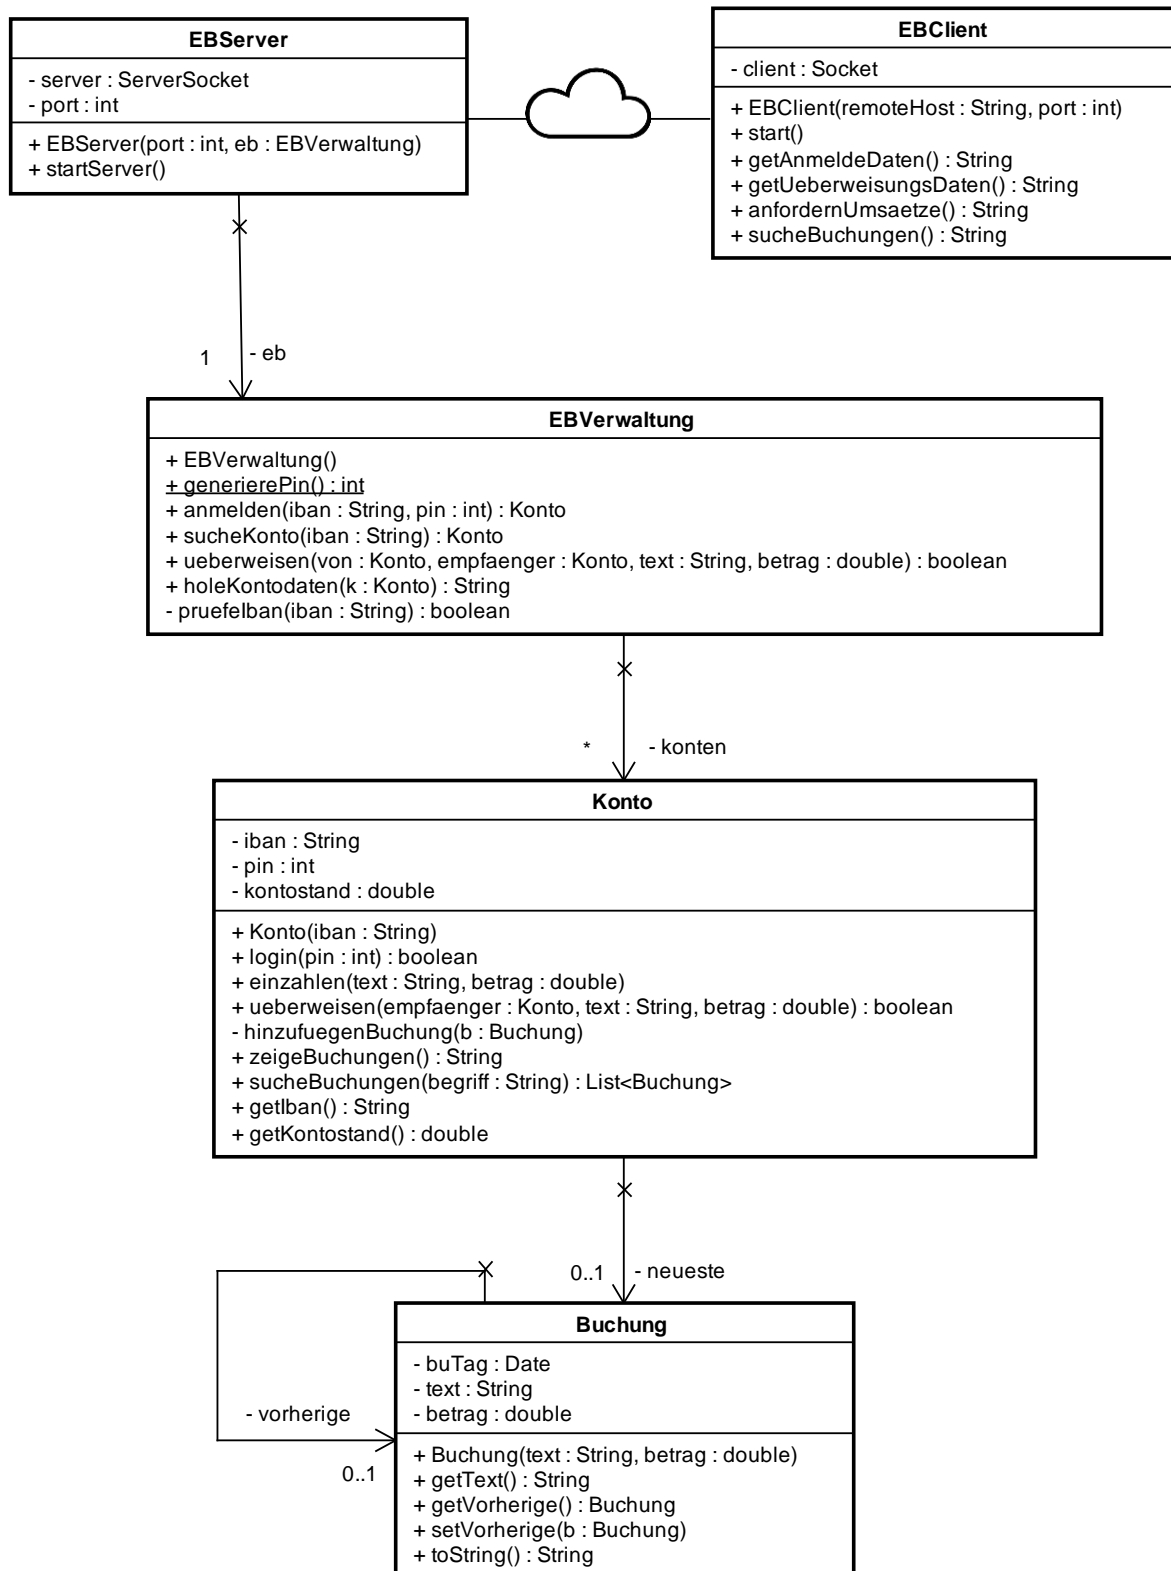 EBServer
- server : ServerSocket
- port : int
+ EBServer(port : int, eb : EBVerwaltung)
+ startServer()
EBClient
- client : Socket
+ EBClient(remoteHost : String, port : int)
+ start()
+ getAnmeldeDaten() : String
+ getUeberweisungsDaten() : String
+ anfordernUmsaetze() : String
+ sucheBuchungen() : String
1
- eb
EBVerwaltung
+ EBVerwaltung()
+ generierePin() : int
+ anmelden(iban : String, pin : int) : Konto
+ sucheKonto(iban : String) : Konto
+ ueberweisen(von : Konto, empfaenger : Konto, text : String, betrag : double) : boolean
+ holeKontodaten(k : Konto) : String
- pruefeIban(iban : String) : boolean
*
- konten
Konto
- iban : String
- pin : int
- kontostand : double
+ Konto(iban : String)
+ login(pin : int) : boolean
+ einzahlen(text : String, betrag : double)
+ ueberweisen(empfaenger : Konto, text : String, betrag : double) : boolean
- hinzufuegenBuchung(b : Buchung)
+ zeigeBuchungen() : String
+ sucheBuchungen(begriff : String) : List<Buchung>
+ getIban() : String
+ getKontostand() : double
0..1
- neueste
- vorherige
0..1
Buchung
- buTag : Date
- text : String
- betrag : double
+ Buchung(text : String, betrag : double)
+ getText() : String
+ getVorherige() : Buchung
+ setVorherige(b : Buchung)
+ toString() : String